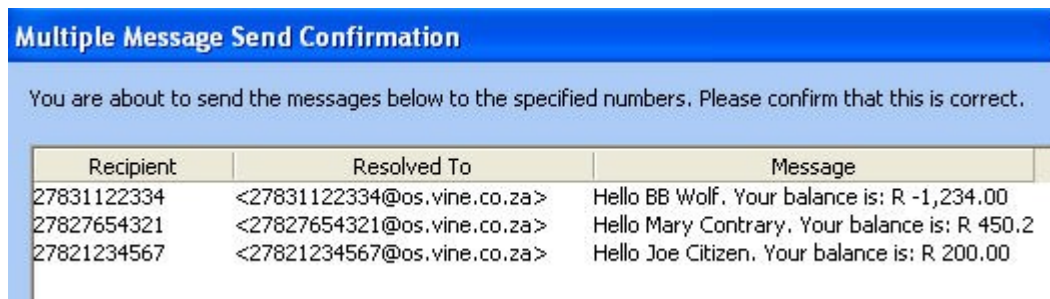 Multiple Message Send Confirmation
You are about to send the messages below to the specified numbers. Please confirm that this is correct.
Recipient Resolved To Message
27831122334 <27831122334@os.vine.co.za> Hello BB Wolf. Your balance is: R -1,234.00
27827654321 <27827654321@os.vine.co.za> Hello Mary Contrary. Your balance is: R 450.2
27821234567 <27821234567@os.vine.co.za> Hello Joe Citizen. Your balance is: R 200.00